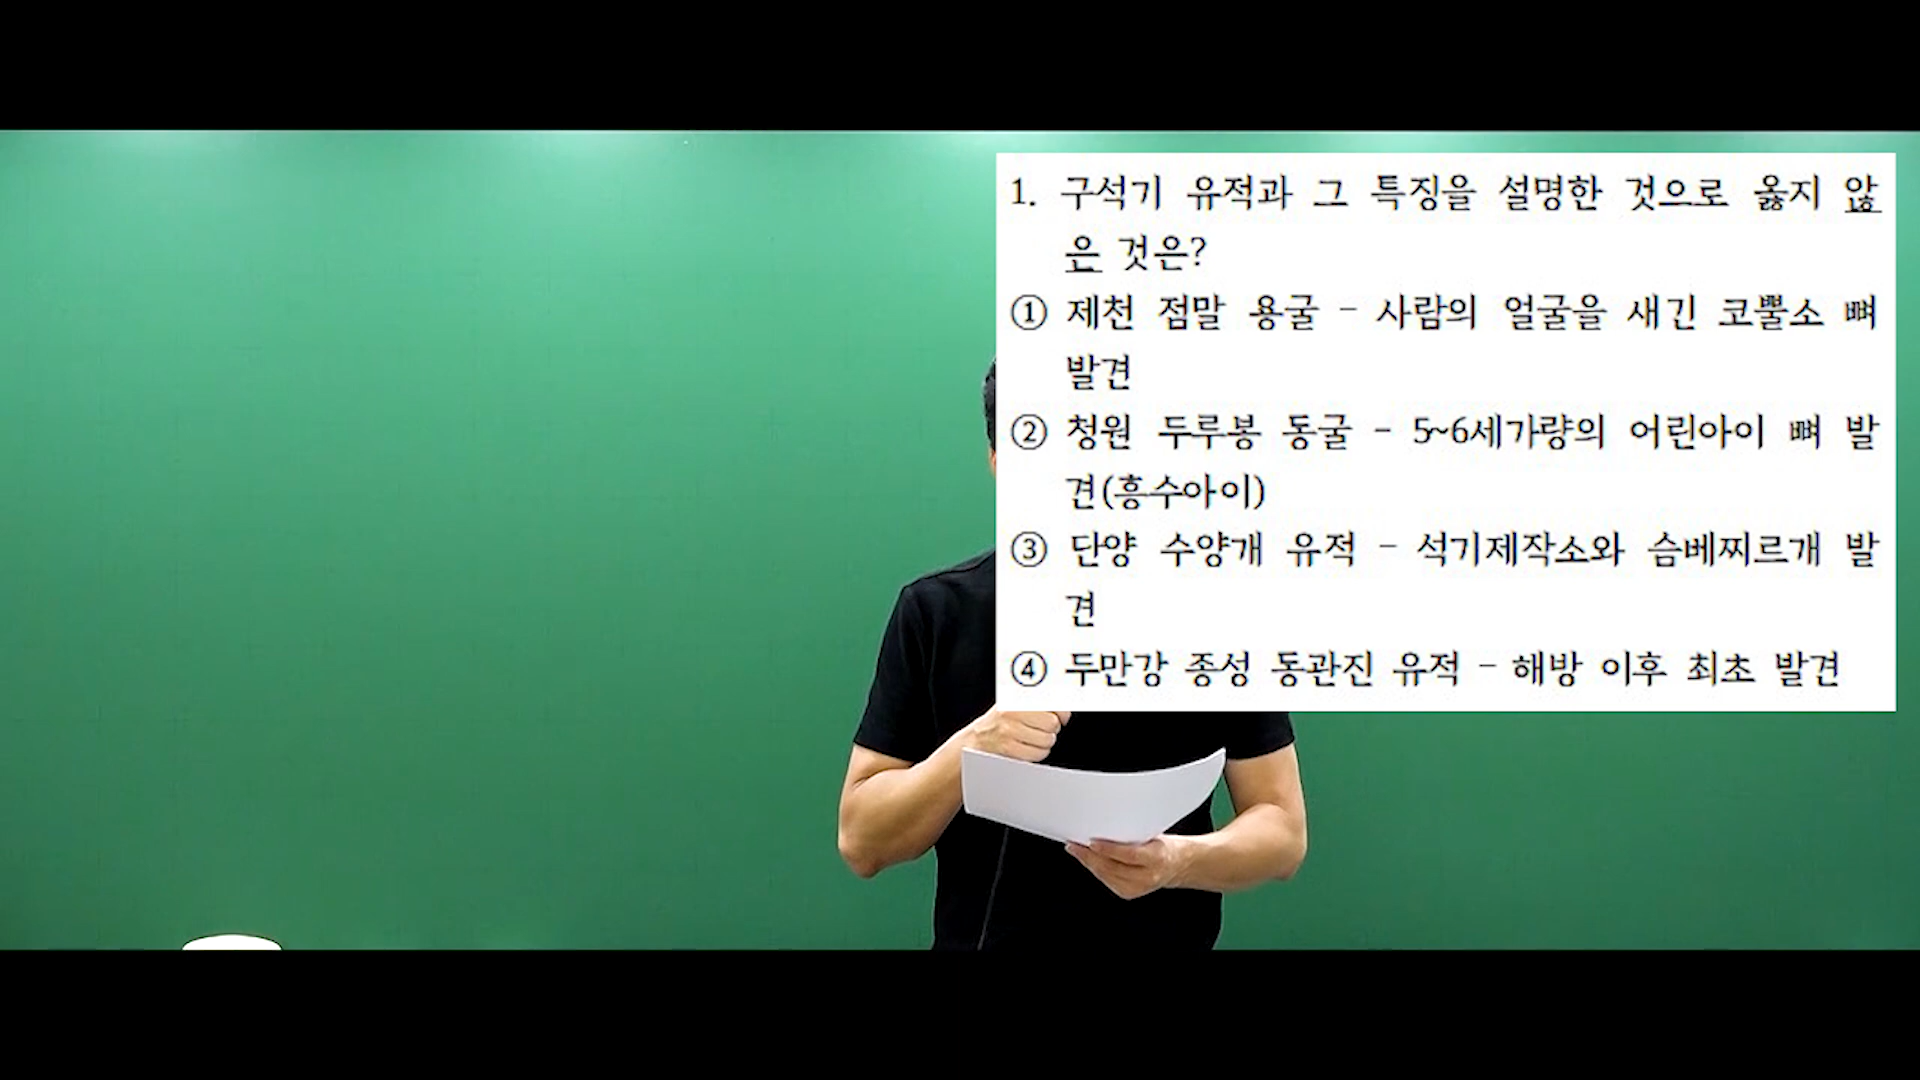 1. 구석기 유적과 그 특징을 설명한 것으로 옳지 않
은 것은?
① 제천 점말 용굴 - 사람의 얼굴을 새긴 코뿔소 뼈
발견
② 청원 두루봉 동굴 - 5~6세가량의 어린아이 뼈 발
견(흥수아이)
③ 단양 수양개 유적 - 석기제작소와 슴베찌르개 발
견
④ 두만강 종성 동관진 유적 - 해방 이후 최초 발견